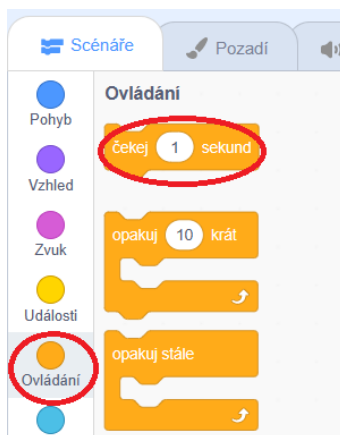 Scénáře
Pozadí
Ovládání
Pohyb
čekej 1 sekund
Vzhled
opakuj 10 krát
Zvuk
Události
opakuj stále
Ovládání